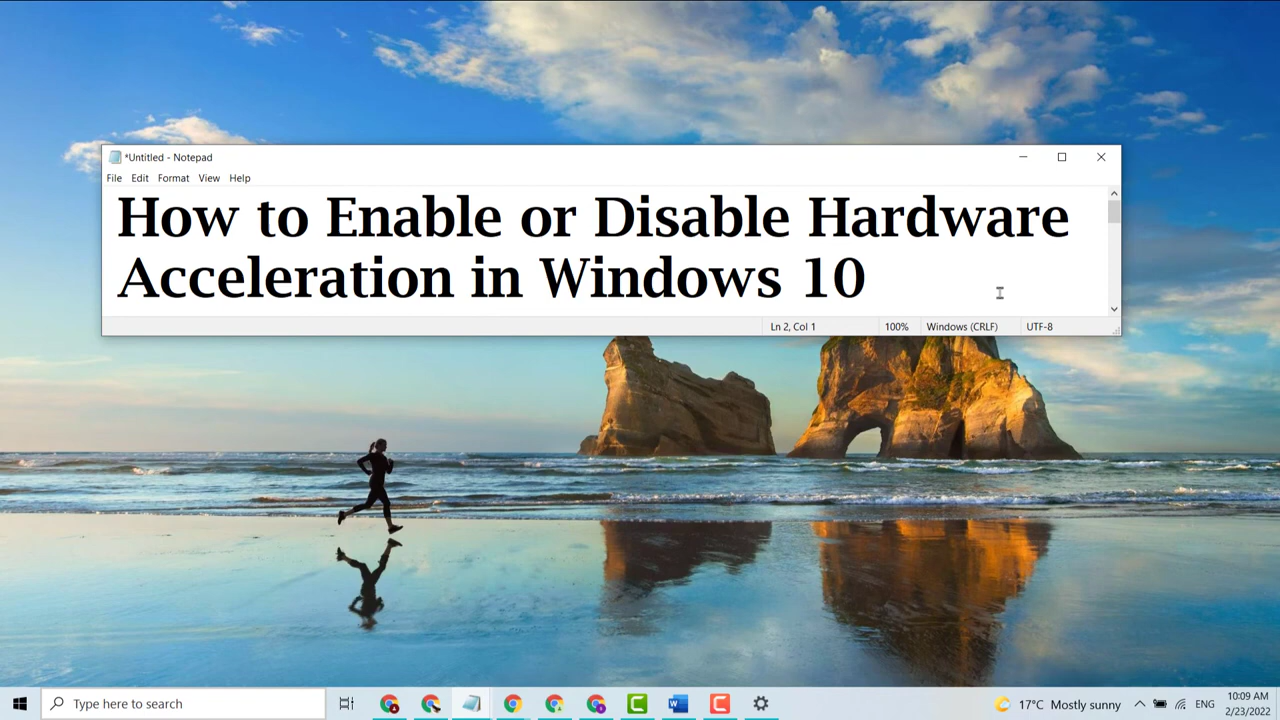 *Untitled - Notepad
File Edit Format View Help
How to Enable or Disable Hardware
Acceleration in Windows 10
Ln 2, Col 1 100% Windows (CRLF) UTF-8
Type here to search 17°C Mostly sunny ENG 10:09 AM
2/23/2022